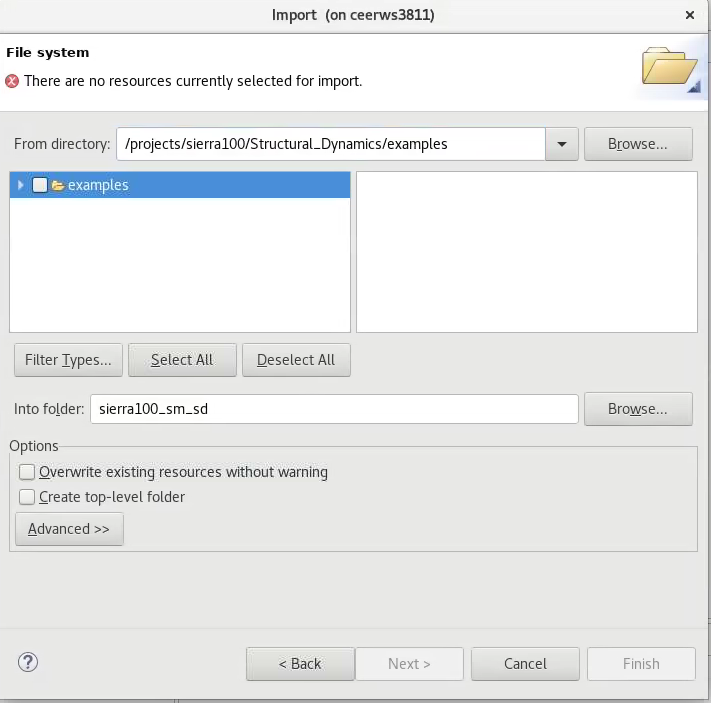 Import (on ceerws3811)
File system
There are no resources currently selected for import.
From directory: /projects/sierra100/Structural_Dynamics/examples Browse...
examples
Filter Types... Select All Deselect All
Into folder: sierra100_sm_sd Browse...
Options
Overwrite existing resources without warning
Create top-level folder
Advanced >>
? < Back Next > Cancel Finish